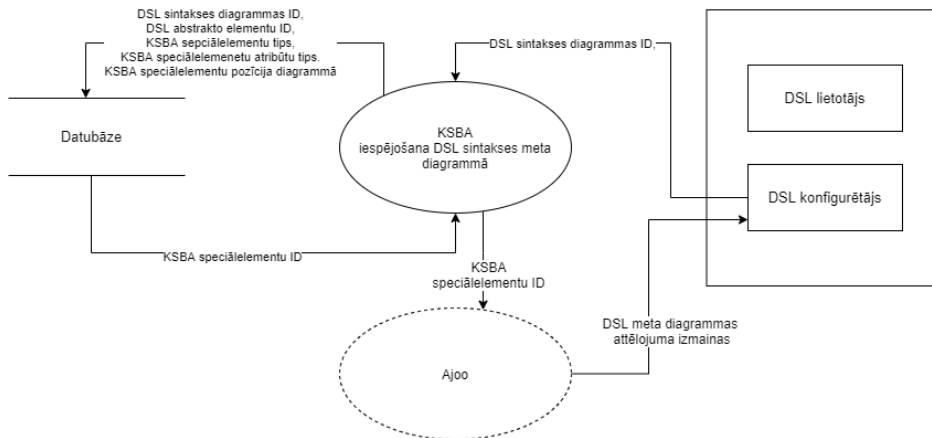 DSL sintakses diagrammas ID,
DSL abstrakto elementu ID,
KSBA sepciālelementu tips,
KSBA speciālelemenetu atribūtu tips.
KSBA speciālelementu pozīcija diagrammā
DSL sintakses diagrammas ID,
DSL lietotājs
Datubāze
KSBA
iespējošana DSL sintakses meta
diagrammā
DSL konfigurētājs
KSBA speciālelementu ID
KSBA
speciālelementu ID
DSL meta diagrammas
attēlojuma izmainas
Ajoo